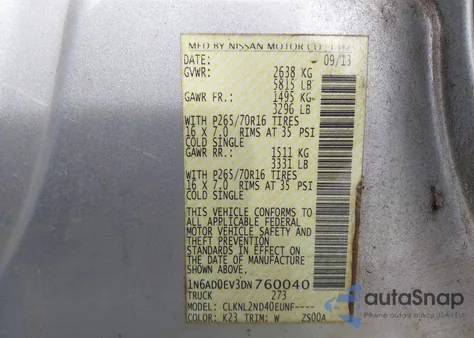 MFD BY NISSAN MOTOR CO., LTD.
DATE: 09/13
GVWR: 2638 KG
5815 LB
GAWR FR.: 1495 KG
3296 LB
WITH P265/70R16 TIRES
16 X 7.0 RIMS AT 35 PSI
COLD SINGLE
GAWR RR.: 1511 KG
3331 LB
WITH P265/70R16 TIRES
16 X 7.0 RIMS AT 35 PSI
COLD SINGLE
THIS VEHICLE CONFORMS TO
ALL APPLICABLE FEDERAL
MOTOR VEHICLE SAFETY AND
THEFT PREVENTION
STANDARDS IN EFFECT ON
THE DATE OF MANUFACTURE
SHOWN ABOVE.
1N6AD0EV3DN760040
TRUCK 273
MODEL: CLKNL2ND40EUNF----
COLOR: K23 TRIM: W ZS00A
autoSnap